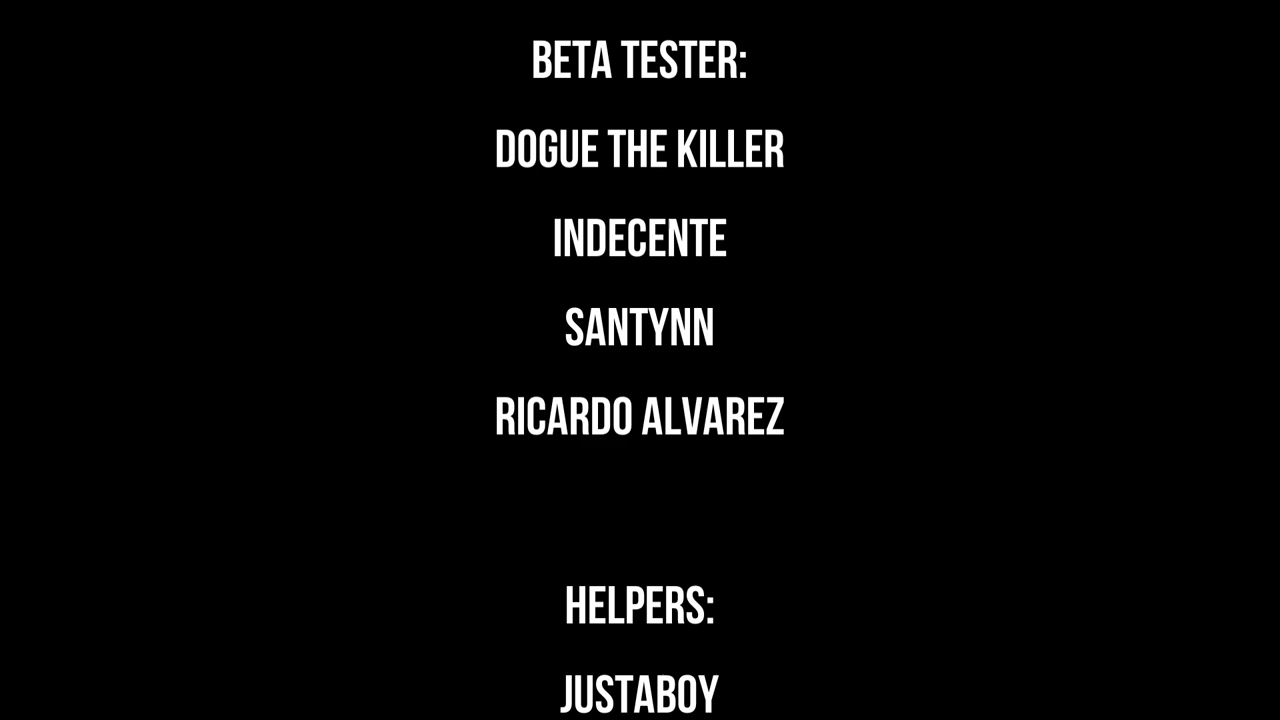 BETA TESTER:
DOGUE THE KILLER
INDECENTE
SANTYNN
RICARDO ALVAREZ
HELPERS:
JUSTABOY